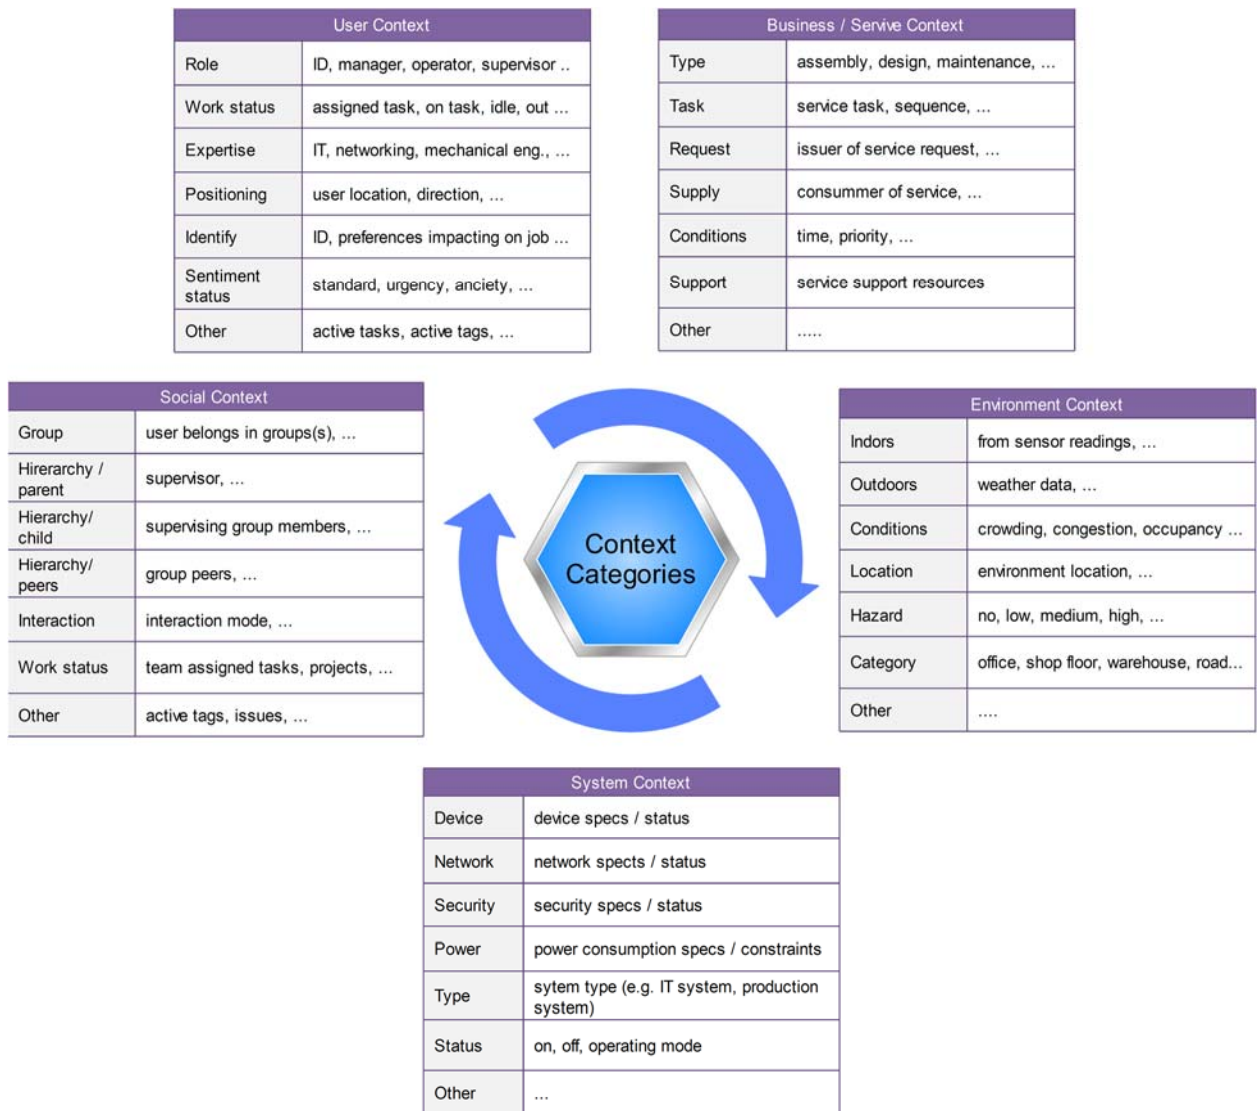 User Context
Role ID, manager, operator, supervisor ..
Work status assigned task, on task, idle, out ...
Expertise IT, networking, mechanical eng., ...
Positioning user location, direction, ...
Identify ID, preferences impacting on job ...
Sentiment
status standard, urgency, anciety, ...
Other active tasks, active tags, ...
Business / Servive Context
Type assembly, design, maintenance, ...
Task service task, sequence, ...
Request issuer of service request, ...
Supply consummer of service, ...
Conditions time, priority, ...
Support service support resources
Other .....
Social Context
Group user belongs in groups(s), ...
Hirerarchy /
parent supervisor, ...
Hierarchy/
child supervising group members, ...
Hierarchy/
peers group peers, ...
Interaction interaction mode, ...
Work status team assigned tasks, projects, ...
Other active tags, issues, ...
Context
Categories
Environment Context
Indors from sensor readings, ...
Outdoors weather data, ...
Conditions crowding, congestion, occupancy ...
Location environment location, ...
Hazard no, low, medium, high, ...
Category office, shop floor, warehouse, road...
Other ....
System Context
Device device specs / status
Network network spects / status
Security security specs / status
Power power consumption specs / constraints
Type sytem type (e.g. IT system, production
system)
Status on, off, operating mode
Other ...